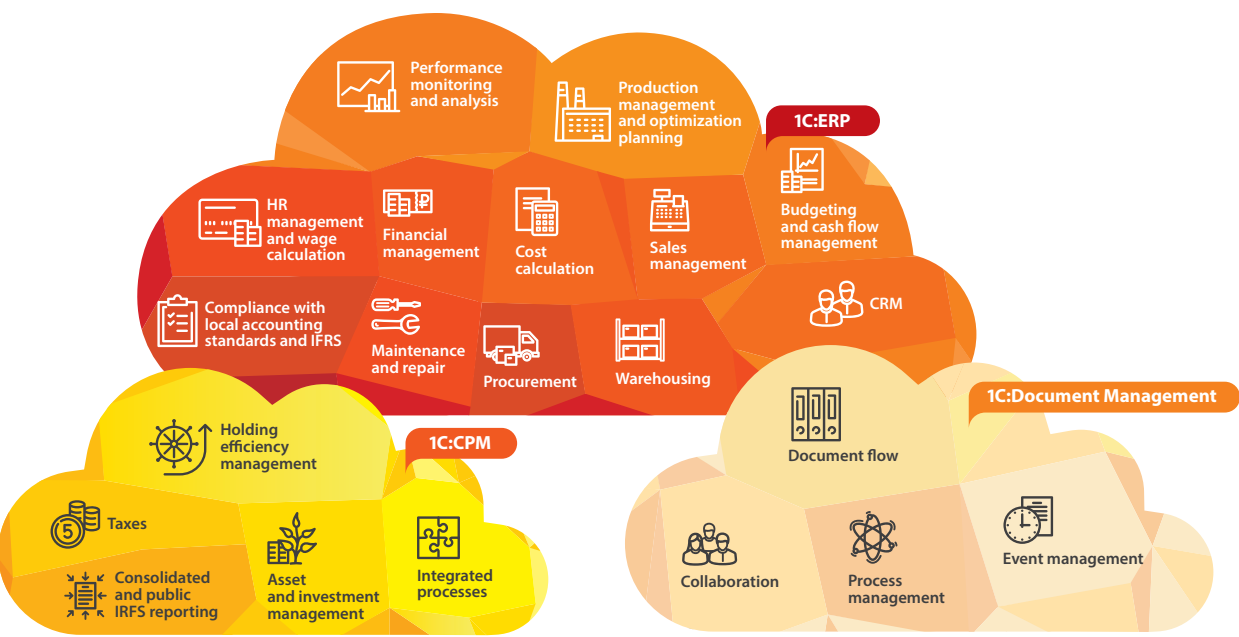 Performance
monitoring
and analysis
Production
management
and optimization
planning
1C:ERP
HR
management
and wage
calculation
Financial
management
Cost
calculation
Sales
management
Budgeting
and cash flow
management
Compliance with
local accounting
standards and IFRS
Maintenance
and repair
Procurement
Warehousing
CRM
1C:CPM
Holding
efficiency
management
5
Taxes
Consolidated
and public
IRFS reporting
Asset
and investment
management
Integrated
processes
1C:Document Management
Document flow
Collaboration
Process
management
Event management